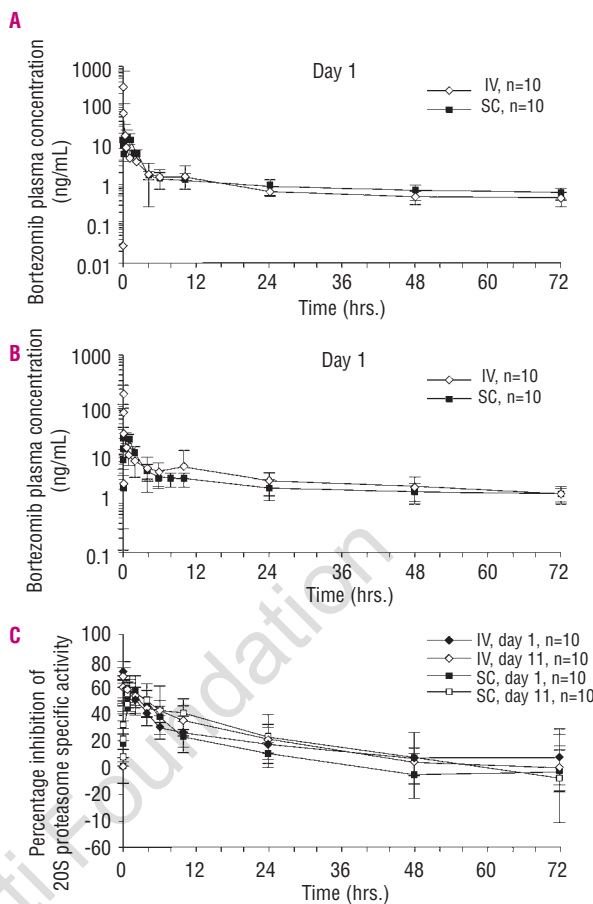 A
Day 1
IV, n=10
SC, n=10
Bortezomib plasma concentration
(ng/mL)
1000
100
10
1
0.1
0.01
0 12 24 36 48 60 72
Time (hrs.)
B
Day 1
IV, n=10
SC, n=10
Bortezomib plasma concentration
(ng/mL)
1000
100
10
1
0.1
0 12 24 36 48 60 72
Time (hrs.)
C
IV, day 1, n=10
IV, day 11, n=10
SC, day 1, n=10
SC, day 11, n=10
Percentage inhibition of
20S proteasome specific activity
100
80
60
40
20
0
-20
-10
-60
0 12 24 36 48 60 72
Time (hrs.)
ti Foundation